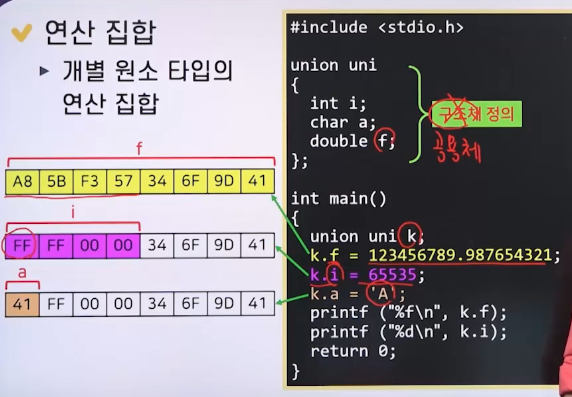 연산 집합
▸ 개별 원소 타입의
연산 집합
f
A8 5B F3 57 34 6F 9D 41
i
FF FF 00 00 34 6F 9D 41
a
41 FF 00 00 34 6F 9D 41
#include <stdio.h>
union uni
{
int i;
char a;
double f;
};
구조체 정의
공용체
int main()
{
union uni k;
k.f = 123456789.987654321;
k.i = 65535;
k.a = 'A';
printf ("%f\n", k.f);
printf ("%d\n", k.i);
return 0;
}